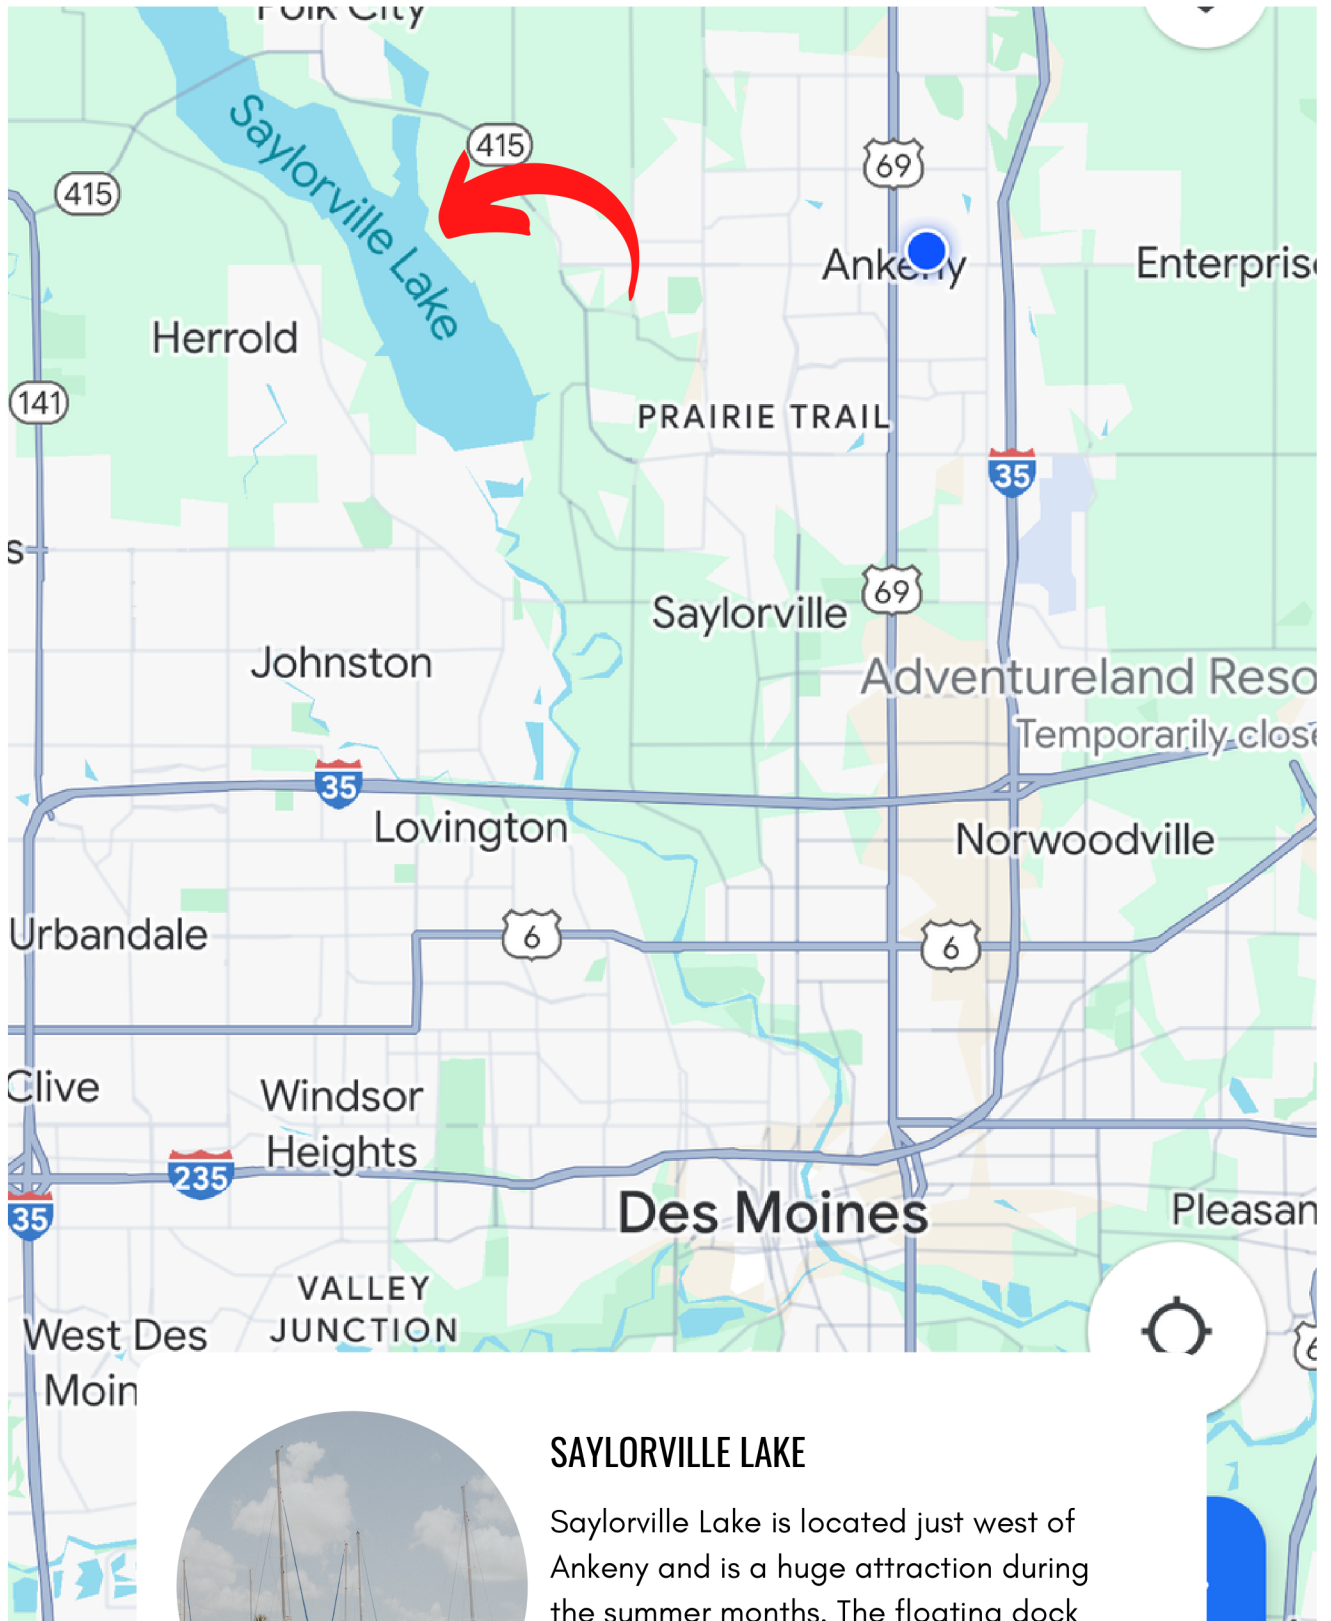 Polk City
Saylorville Lake
415
415
69
Ankeny
Enterpris
Herrold
141
PRAIRIE TRAIL
35
s
69
Saylorville
Johnston
Adventureland Reso
Temporarily close
35
Lovington
Norwoodville
Urbandale
6
6
Clive
Windsor
Heights
235
35
Des Moines
Pleasan
VALLEY
JUNCTION
West Des
Moin
6
SAYLORVILLE LAKE
Saylorville Lake is located just west of
Ankeny and is a huge attraction during
the summer months. The floating dock